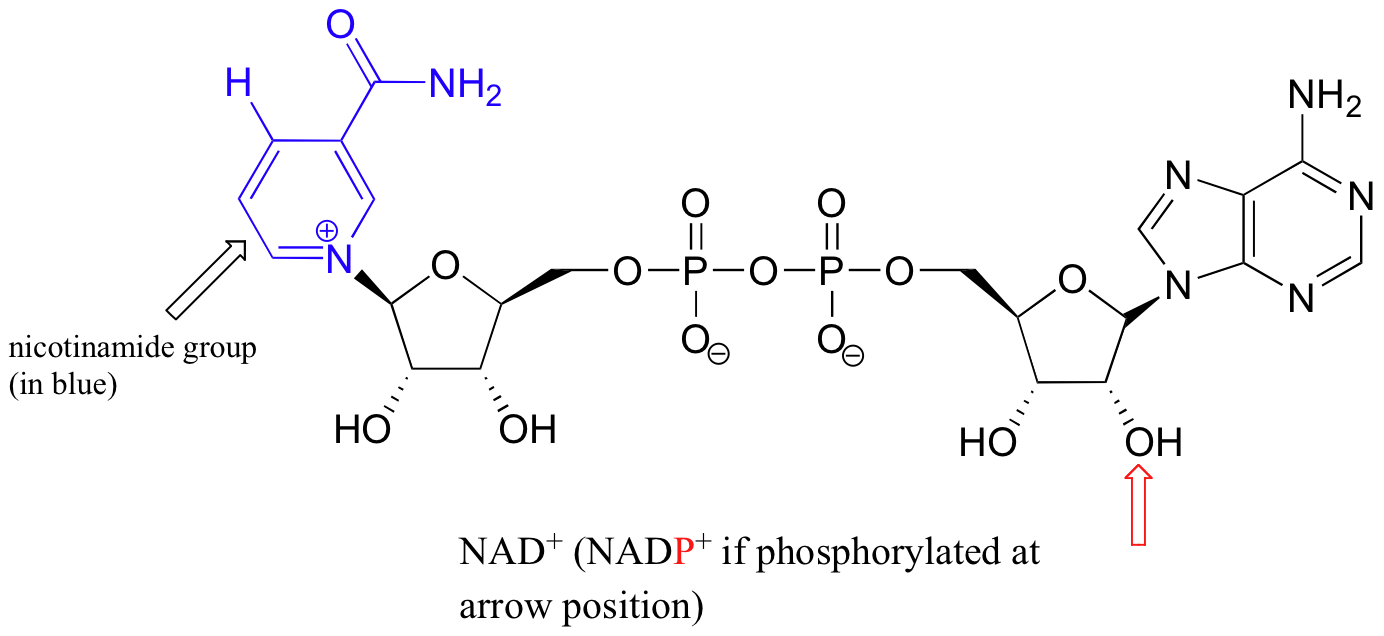 O
H
NH2
NH2
N
N
O
O
⊕
N
O
O
P
O
P
O
O
N
N
O⊖
O⊖
nicotinamide group
(in blue)
HO
OH
HO
OH
NAD+ (NADP+ if phosphorylated at
arrow position)